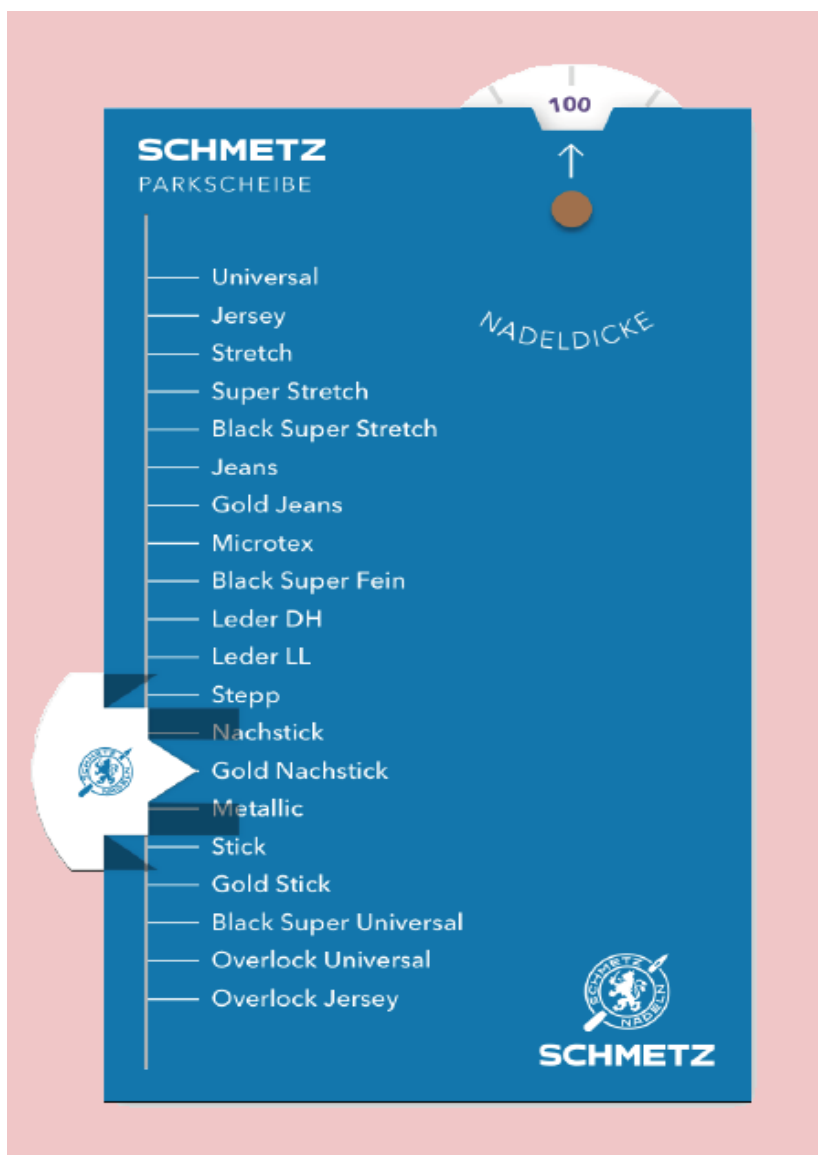 100
SCHMETZ
PARKSCHEIBE
NADELDICKE
Universal
Jersey
Stretch
Super Stretch
Black Super Stretch
Jeans
Gold Jeans
Microtex
Black Super Fein
Leder DH
Leder LL
Stepp
Nachstick
Gold Nachstick
Metallic
Stick
Gold Stick
Black Super Universal
Overlock Universal
Overlock Jersey
SCHMETZ
NADELN
SCHMETZ